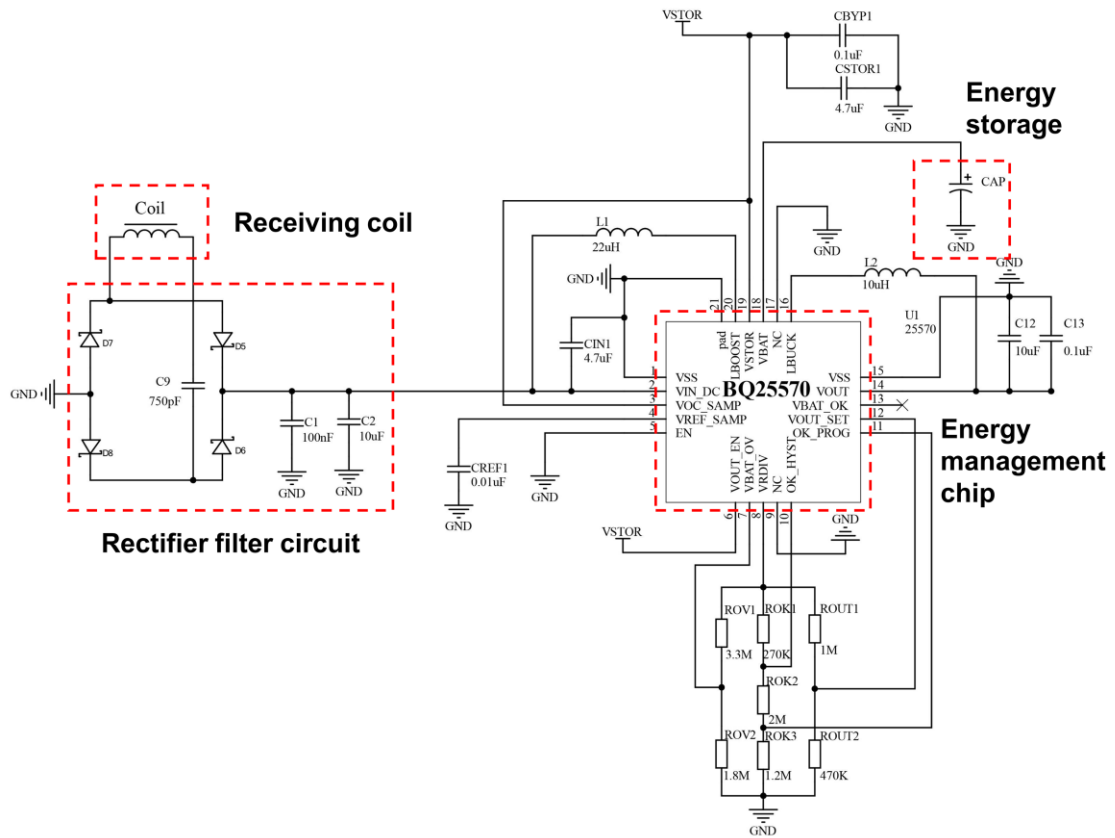 VSTOR
CBYP1
0.1uF
CSTOR1
4.7uF
GND
Energy
storage
CAP
GND
Coil
Receiving coil
L1
22uH
GND
GND
L2
10uH
GND
U1
25570
C12
10uF
C13
0.1uF
CIN1
4.7uF
21
20
19
18
17
16
pad
LBOOST
VSTOR
VBAT
NC
LBUCK
BQ25570
1
2
3
4
5
VSS
VIN_DC
VOC_SAMP
VREF_SAMP
EN
VSS
VOUT
VBAT_OK
VOUT_SET
OK_PROG
15
14
13
12
11
VOUT_EN
VBAT_OV
VRDIV
NC
OK_HYST
6
7
8
9
10
Energy
management
chip
D7
D5
GND
C9
750pF
D8
D6
C1
100nF
GND
C2
10uF
GND
Rectifier filter circuit
CREF1
0.01uF
GND
GND
VSTOR
GND
ROV1
3.3M
ROK1
270K
ROUT1
1M
ROK2
2M
ROV2
1.8M
ROK3
1.2M
ROUT2
470K
GND